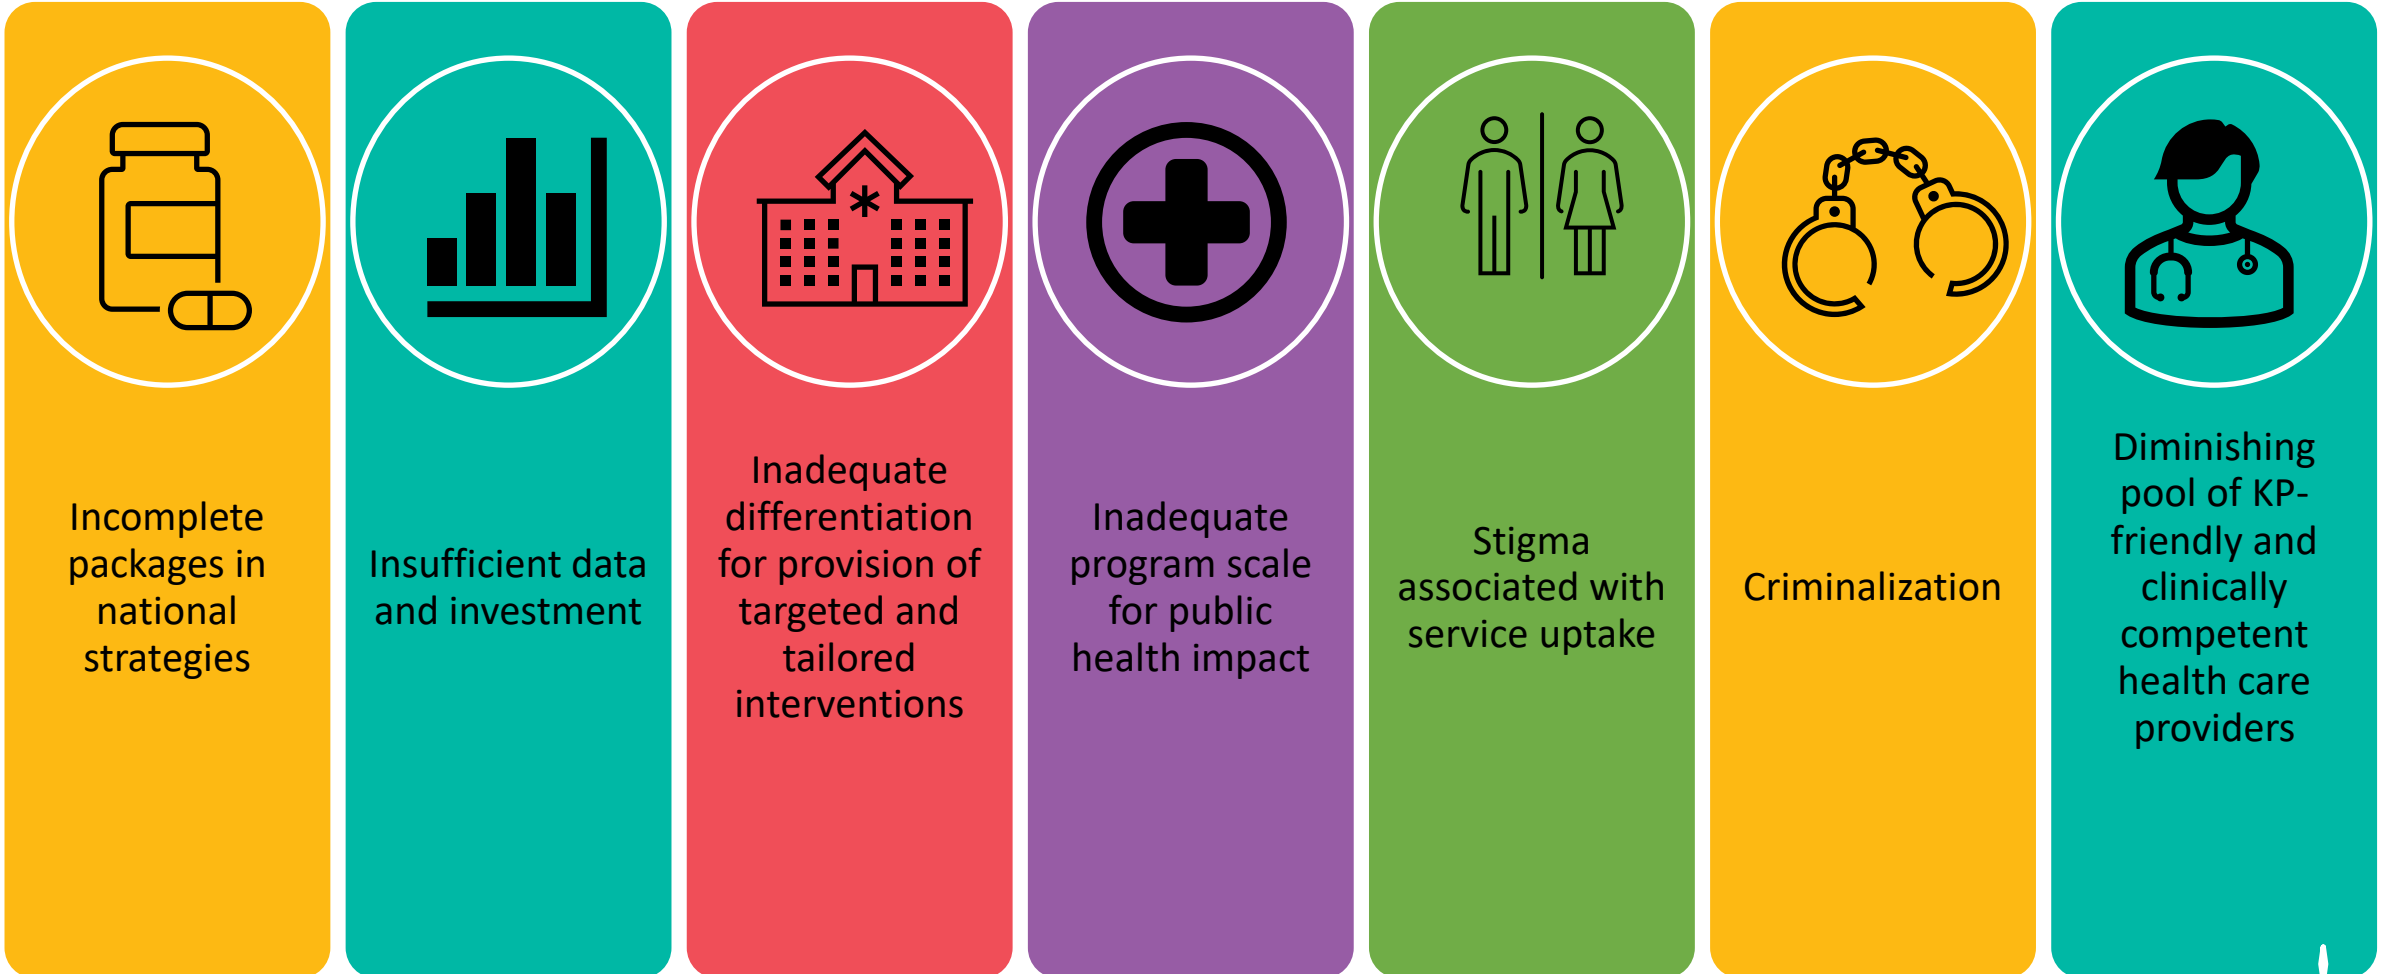 Incomplete
packages in
national
strategies
Insufficient data
and investment
Inadequate
differentiation
for provision of
targeted and
tailored
interventions
Inadequate
program scale
for public
health impact
Stigma
associated with
service uptake
Criminalization
Diminishing
pool of KP-
friendly and
clinically
competent
health care
providers